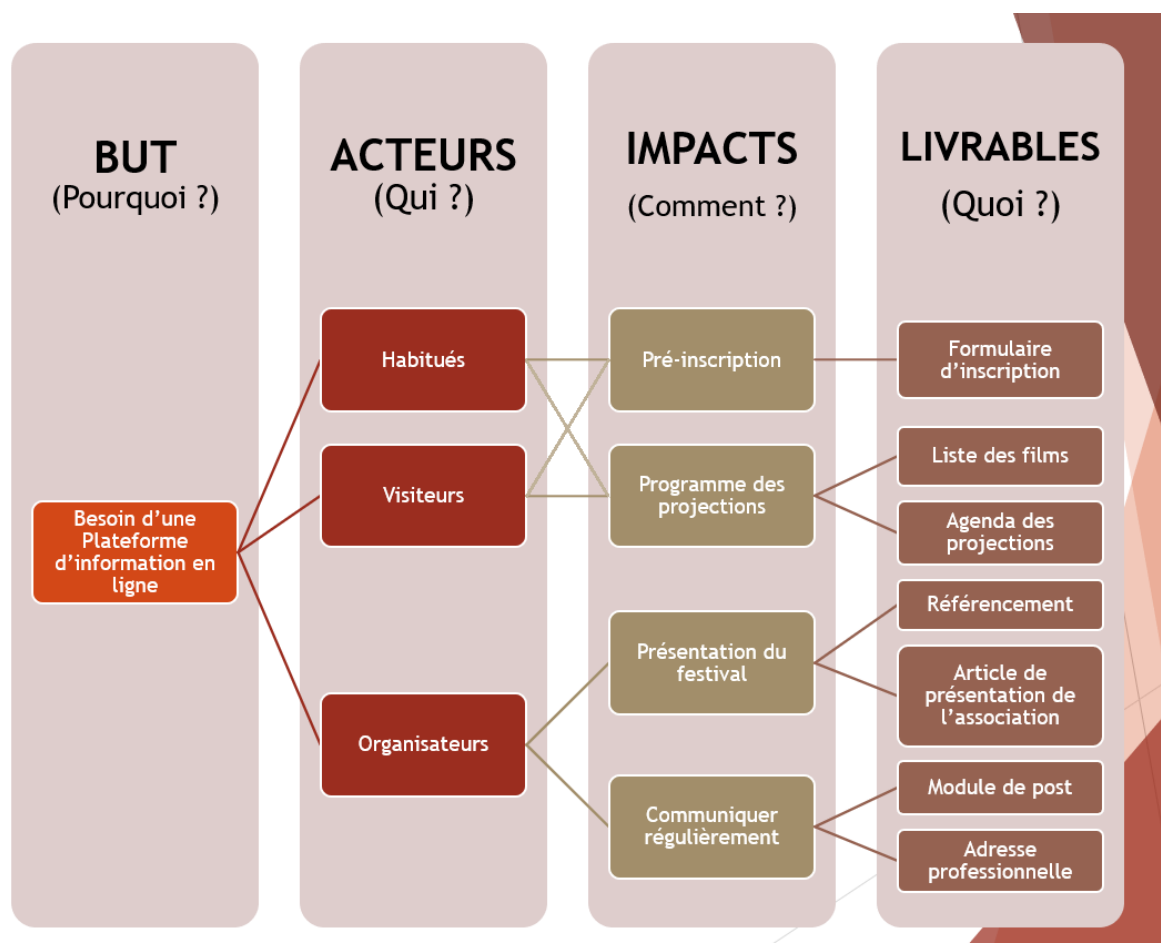 BUT
(Pourquoi ?)
ACTEURS
(Qui ?)
IMPACTS
(Comment ?)
LIVRABLES
(Quoi ?)
Besoin d’une
Plateforme
d’information en
ligne
Habitués
Visiteurs
Organisateurs
Pré-inscription
Programme des
projections
Présentation du
festival
Communiquer
régulièrement
Formulaire
d’inscription
Liste des films
Agenda des
projections
Référencement
Article de
présentation de
l’association
Module de post
Adresse
professionnelle